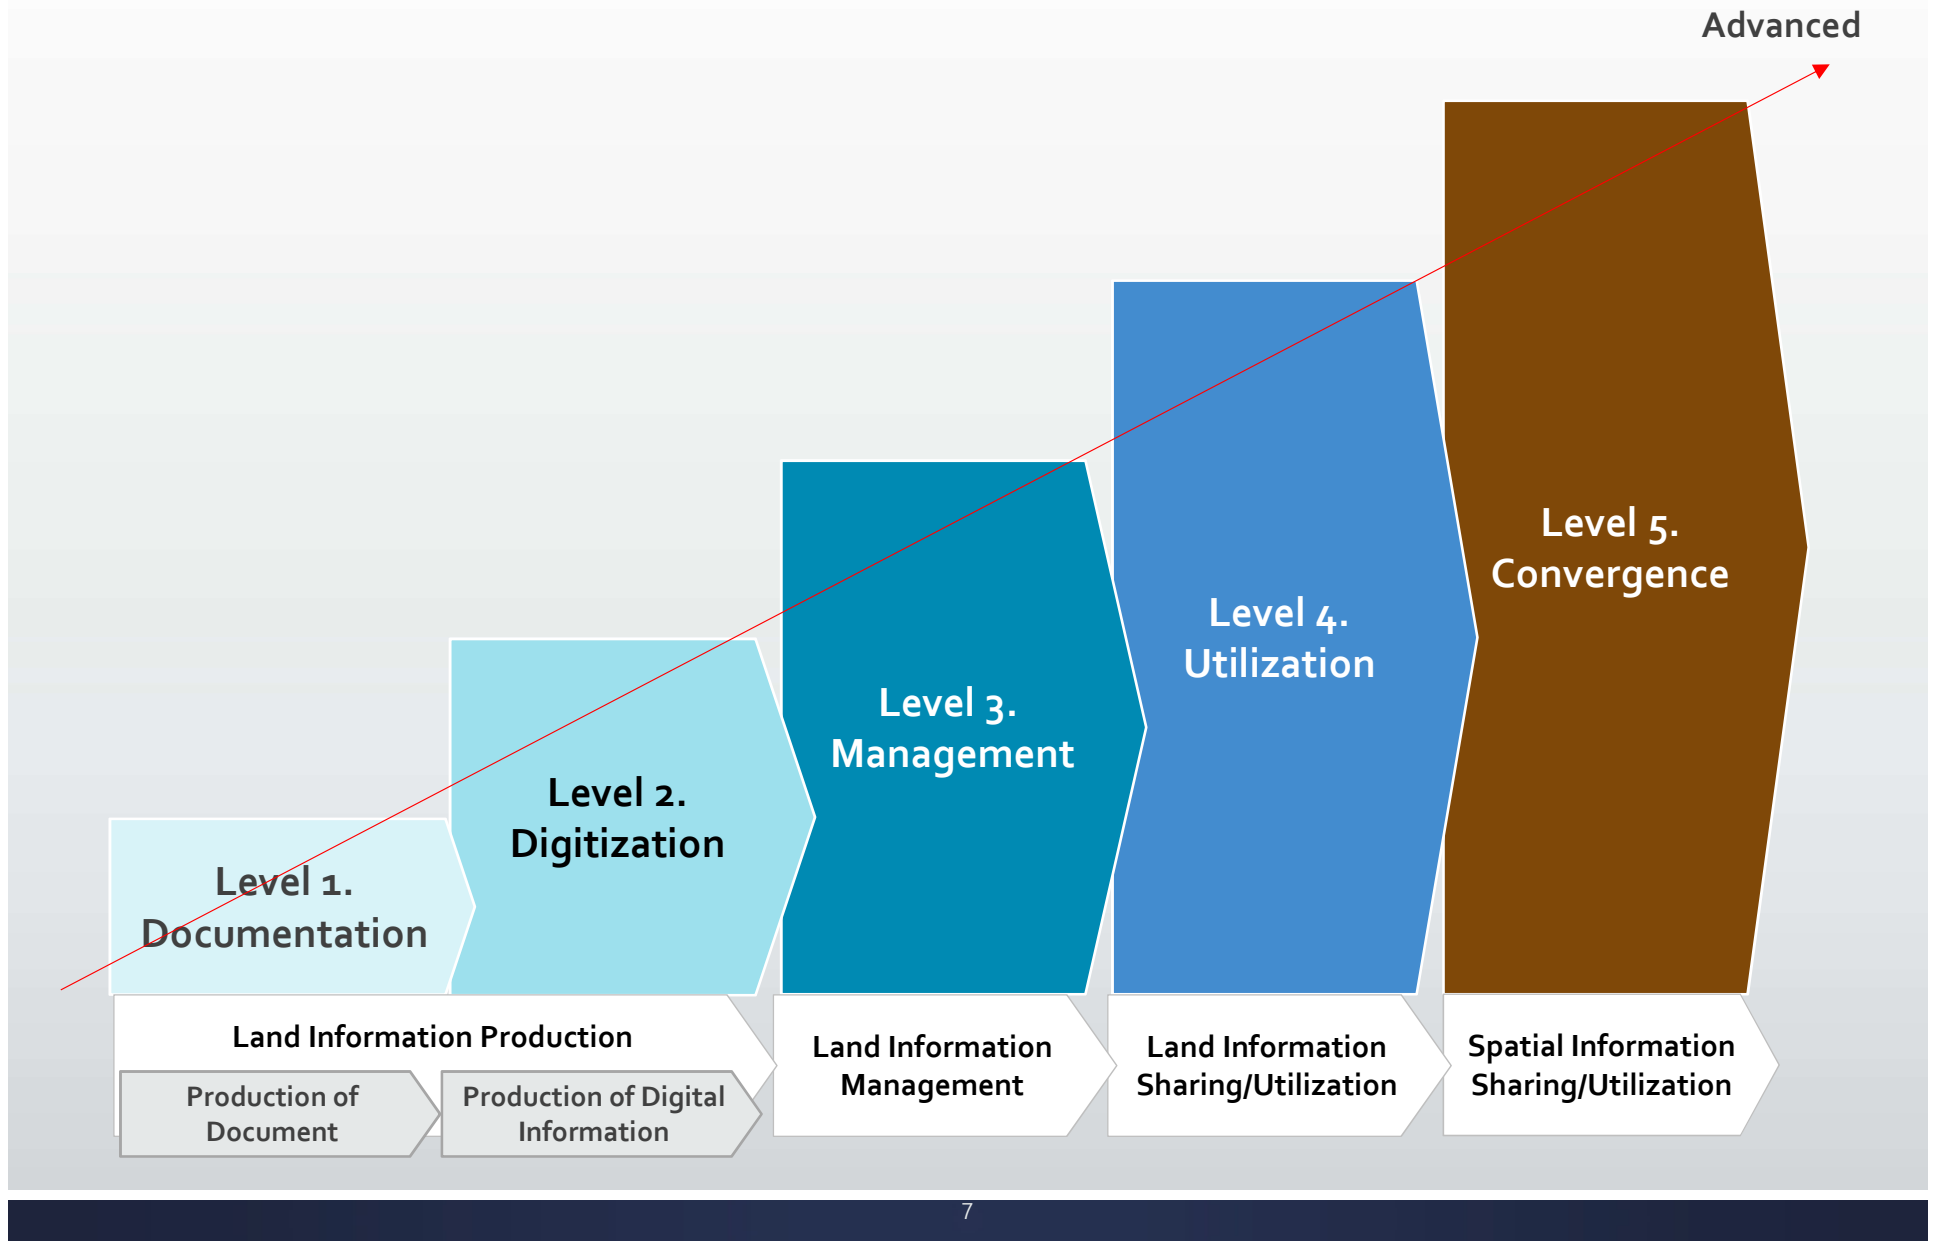 Advanced
Level 5.
Convergence
Level 4.
Utilization
Level 3.
Management
Level 2.
Digitization
Level 1.
Documentation
Land Information Production
Production of
Document
Production of Digital
Information
Land Information
Management
Land Information
Sharing/Utilization
Spatial Information
Sharing/Utilization
7